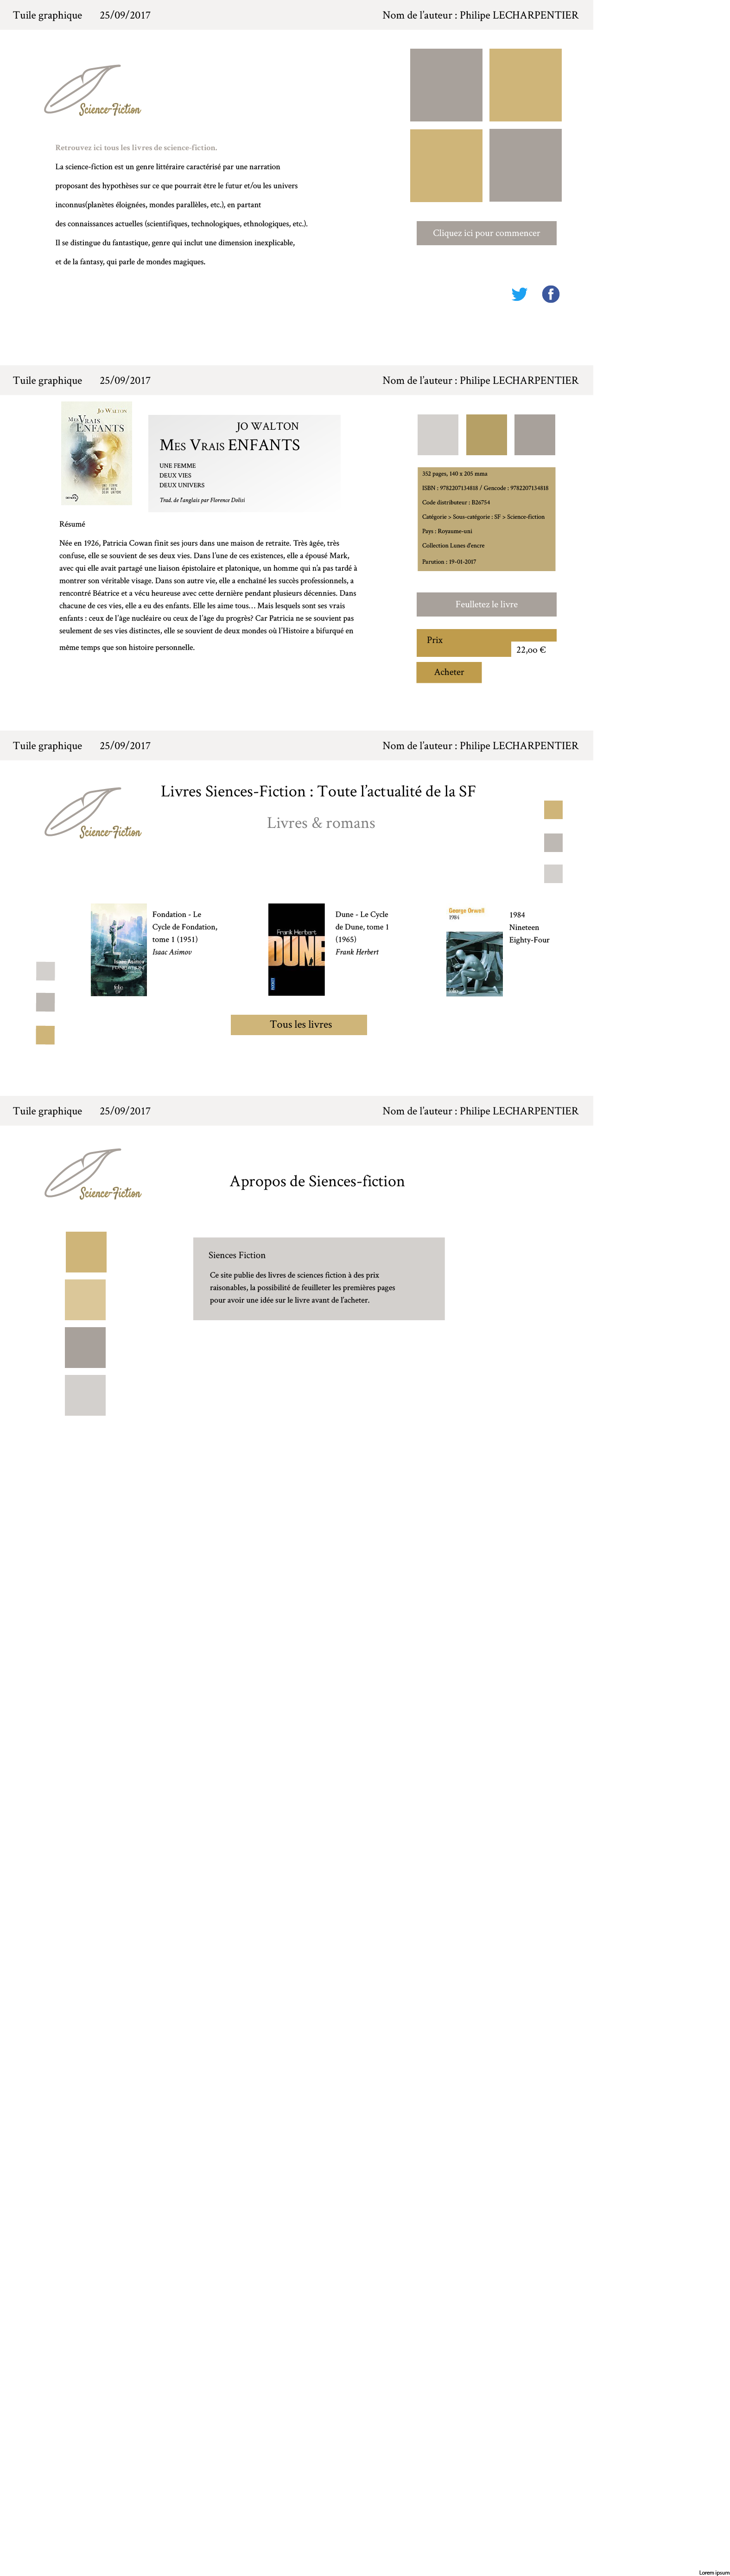 Tuile graphique 25/09/2017 Nom de l'auteur : Philipe LECHARPENTIER
Science-Fiction
Retrouvez ici tous les livres de science-fiction.
La science-fiction est un genre littéraire caractérisé par une narration
proposant des hypothèses sur ce que pourrait être le futur et/ou les univers
inconnus(planètes éloignées, mondes parallèles, etc.), en partant
des connaissances actuelles (scientifiques, technologiques, ethnologiques, etc.).
Il se distingue du fantastique, genre qui inclut une dimension inexplicable,
et de la fantasy, qui parle de mondes magiques.
Cliquez ici pour commencer
Tuile graphique 25/09/2017 Nom de l'auteur : Philipe LECHARPENTIER
Jo Walton
Mes Vrais
Enfants
JO WALTON
Mes Vrais ENFANTS
UNE FEMME
DEUX VIES
DEUX UNIVERS
Trad. de l'anglais par Florence Dolisi
Résumé
Née en 1926, Patricia Cowan finit ses jours dans une maison de retraite. Très âgée, très
confuse, elle se souvient de ses deux vies. Dans l'une de ces existences, elle a épousé Mark,
avec qui elle avait partagé une liaison épistolaire et platonique, un homme qui n'a pas tardé à
montrer son véritable visage. Dans son autre vie, elle a enchaîné les succès professionnels, a
rencontré Béatrice et a vécu heureuse avec cette dernière pendant plusieurs décennies. Dans
chacune de ces vies, elle a eu des enfants. Elle les aime tous… Mais lesquels sont ses vrais
enfants : ceux de l'âge nucléaire ou ceux de l'âge du progrès? Car Patricia ne se souvient pas
seulement de ses vies distinctes, elle se souvient de deux mondes où l'Histoire a bifurqué en
même temps que son histoire personnelle.
352 pages, 140 x 205 mma
ISBN : 9782207134818 / Gencode : 9782207134818
Code distributeur : B26754
Catégorie > Sous-catégorie : SF > Science-fiction
Pays : Royaume-uni
Collection Lunes d'encre
Parution : 19-01-2017
Feulletez le livre
Prix
22,00 €
Acheter
Tuile graphique 25/09/2017 Nom de l'auteur : Philipe LECHARPENTIER
Science-Fiction
Livres Siences-Fiction : Toute l'actualité de la SF
Livres & romans
Isaac Asimov
Fondation - Le
Cycle de Fondation,
tome 1 (1951)
Isaac Asimov
Frank Herbert
DUNE
Dune - Le Cycle
de Dune, tome 1
(1965)
Frank Herbert
George Orwell
1984
1984
Nineteen
Eighty-Four
Tous les livres
Tuile graphique 25/09/2017 Nom de l'auteur : Philipe LECHARPENTIER
Science-Fiction
Apropos de Siences-fiction
Siences Fiction
Ce site publie des livres de sciences fiction à des prix
raisonables, la possibilité de feuilleter les premières pages
pour avoir une idée sur le livre avant de l'acheter.
Lorem ipsum